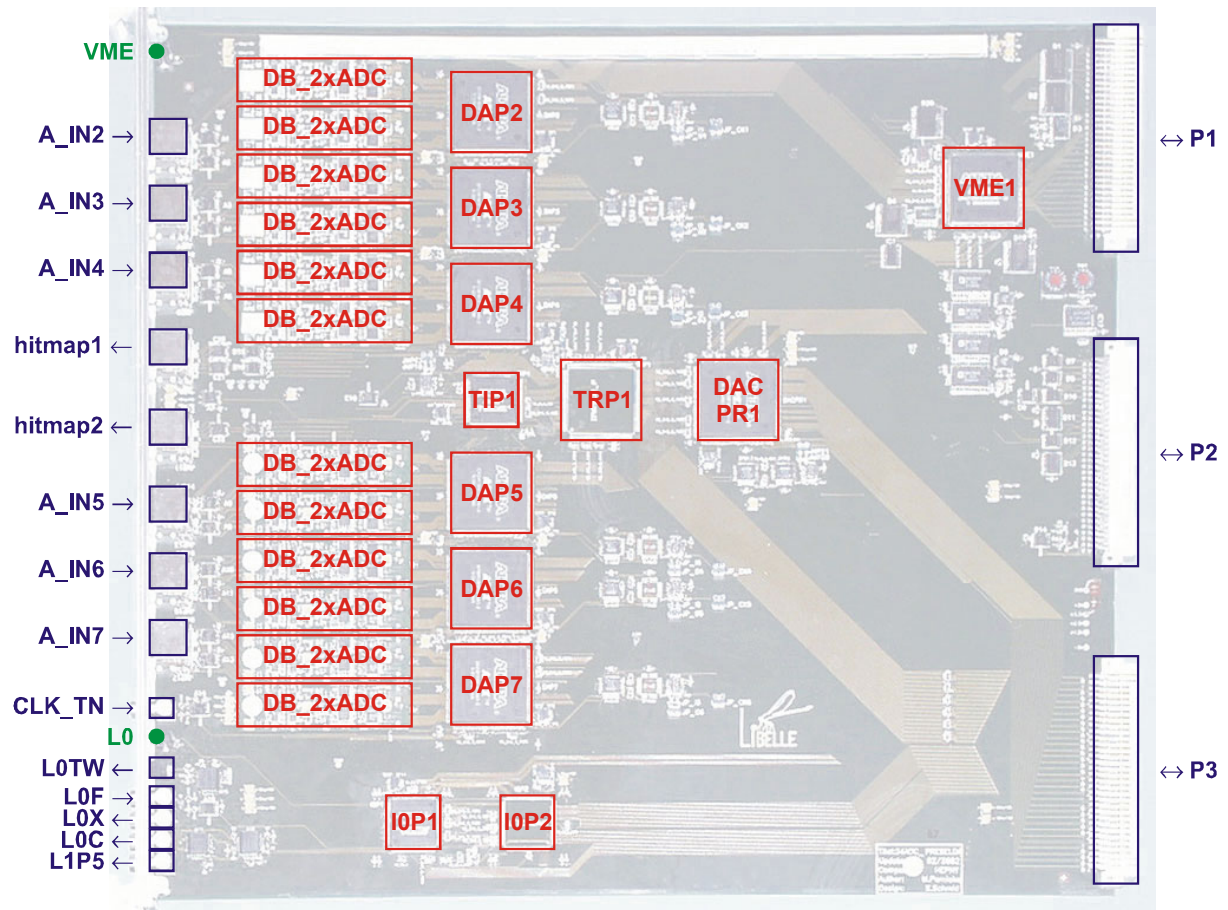 VME
A_IN2 →
A_IN3 →
A_IN4 →
hitmap1 ←
hitmap2 ←
A_IN5 →
A_IN6 →
A_IN7 →
CLK_TN →
L0
L0TW ←
L0F →
L0X →
L0C →
L1P5 ←
DB_2xADC
DB_2xADC
DB_2xADC
DB_2xADC
DB_2xADC
DB_2xADC
DB_2xADC
DB_2xADC
DB_2xADC
DB_2xADC
DB_2xADC
DB_2xADC
DAP2
DAP3
DAP4
TIP1
TRP1
DAC
PR1
DAP5
DAP6
DAP7
I0P1
I0P2
VME1
↔ P1
↔ P2
↔ P3
LIBELLE